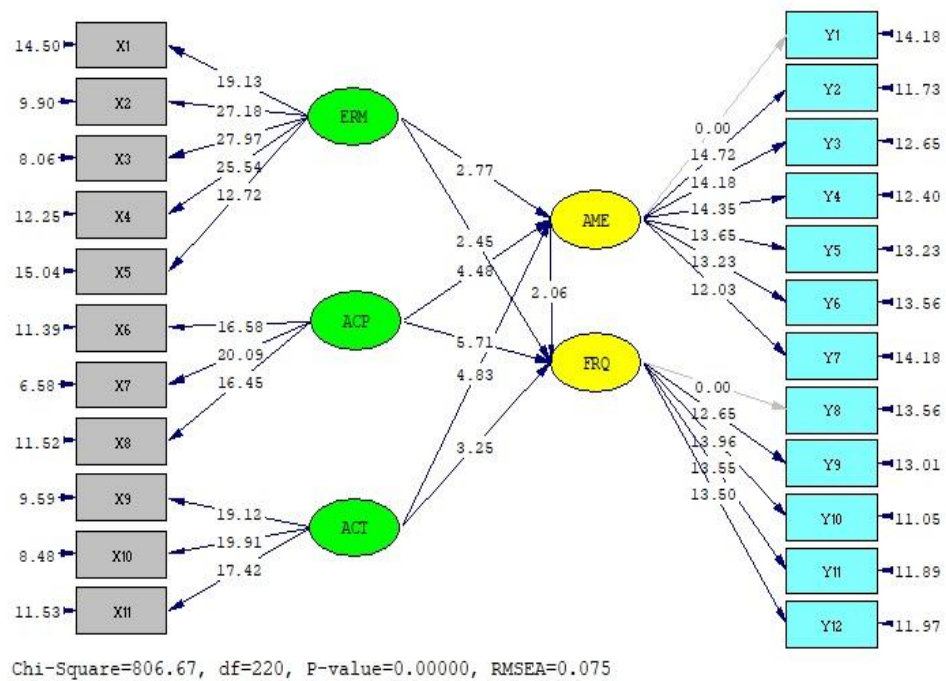 14.50 X1
9.90 X2
8.06 X3
12.25 X4
15.04 X5
11.39 X6
6.58 X7
11.52 X8
9.59 X9
8.48 X10
11.53 X11
19.13
27.18
27.97
25.54
12.72
16.58
20.09
16.45
19.12
19.91
17.42
ERM
ACP
ACT
2.77
2.45
4.48
2.06
5.71
4.83
3.25
AME
FRQ
0.00
14.72
14.18
14.35
13.65
13.23
12.03
0.00
12.65
13.96
13.55
13.50
Y1 14.18
Y2 11.73
Y3 12.65
Y4 12.40
Y5 13.23
Y6 13.56
Y7 14.18
Y8 13.56
Y9 13.01
Y10 11.05
Y11 11.89
Y12 11.97
Chi-Square=806.67, df=220, P-value=0.00000, RMSEA=0.075